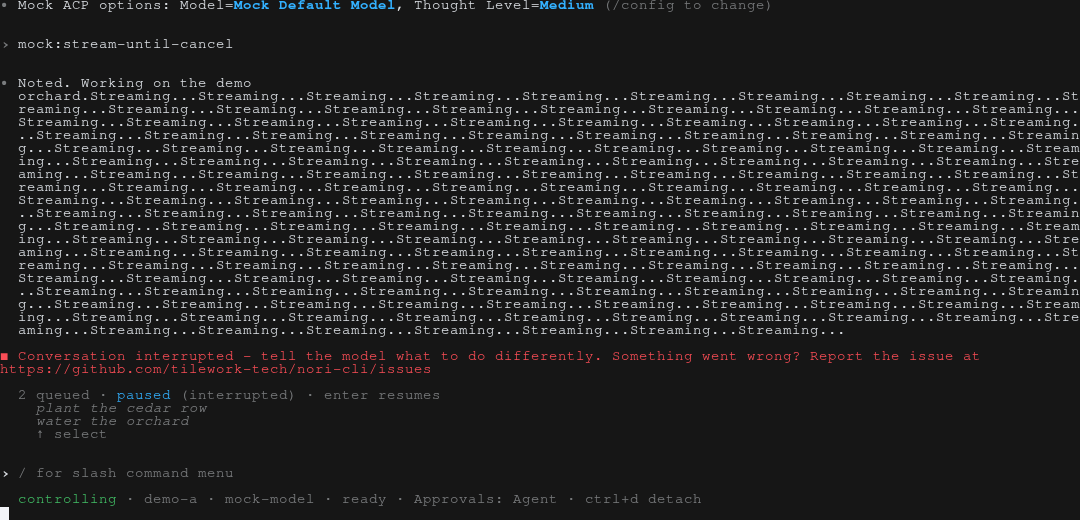 • Mock ACP options: Model=Mock Default Model, Thought Level=Medium (/config to change)
› mock:stream-until-cancel
• Noted. Working on the demo
orchard.Streaming...Streaming...Streaming...Streaming...Streaming...Streaming...Streaming...Streaming...Streaming...St
reaming...Streaming...Streaming...Streaming...Streaming...Streaming...Streaming...Streaming...Streaming...Streaming...
Streaming...Streaming...Streaming...Streaming...Streaming...Streaming...Streaming...Streaming...Streaming...Streaming.
..Streaming...Streaming...Streaming...Streaming...Streaming...Streaming...Streaming...Streaming...Streaming...Streamin
g...Streaming...Streaming...Streaming...Streaming...Streaming...Streaming...Streaming...Streaming...Streaming...Stream
ing...Streaming...Streaming...Streaming...Streaming...Streaming...Streaming...Streaming...Streaming...Streaming...Stre
aming...Streaming...Streaming...Streaming...Streaming...Streaming...Streaming...Streaming...Streaming...Streaming...St
reaming...Streaming...Streaming...Streaming...Streaming...Streaming...Streaming...Streaming...Streaming...Streaming...
Streaming...Streaming...Streaming...Streaming...Streaming...Streaming...Streaming...Streaming...Streaming...Streaming.
..Streaming...Streaming...Streaming...Streaming...Streaming...Streaming...Streaming...Streaming...Streaming...Streamin
g...Streaming...Streaming...Streaming...Streaming...Streaming...Streaming...Streaming...Streaming...Streaming...Stream
ing...Streaming...Streaming...Streaming...Streaming...Streaming...Streaming...Streaming...Streaming...Streaming...Stre
aming...Streaming...Streaming...Streaming...Streaming...Streaming...Streaming...Streaming...Streaming...Streaming...St
reaming...Streaming...Streaming...Streaming...Streaming...Streaming...Streaming...Streaming...Streaming...Streaming...
Streaming...Streaming...Streaming...Streaming...Streaming...Streaming...Streaming...Streaming...Streaming...Streaming.
..Streaming...Streaming...Streaming...Streaming...Streaming...Streaming...Streaming...Streaming...Streaming...Streamin
g...Streaming...Streaming...Streaming...Streaming...Streaming...Streaming...Streaming...Streaming...Streaming...Stream
ing...Streaming...Streaming...Streaming...Streaming...Streaming...Streaming...Streaming...Streaming...Streaming...Stre
aming...Streaming...Streaming...Streaming...Streaming...Streaming...Streaming...Streaming...
■ Conversation interrupted - tell the model what to do differently. Something went wrong? Report the issue at
https://github.com/tilework-tech/nori-cli/issues
2 queued · paused (interrupted) · enter resumes
plant the cedar row
water the orchard
↑ select
› / for slash command menu
controlling · demo-a · mock-model · ready · Approvals: Agent · ctrl+d detach